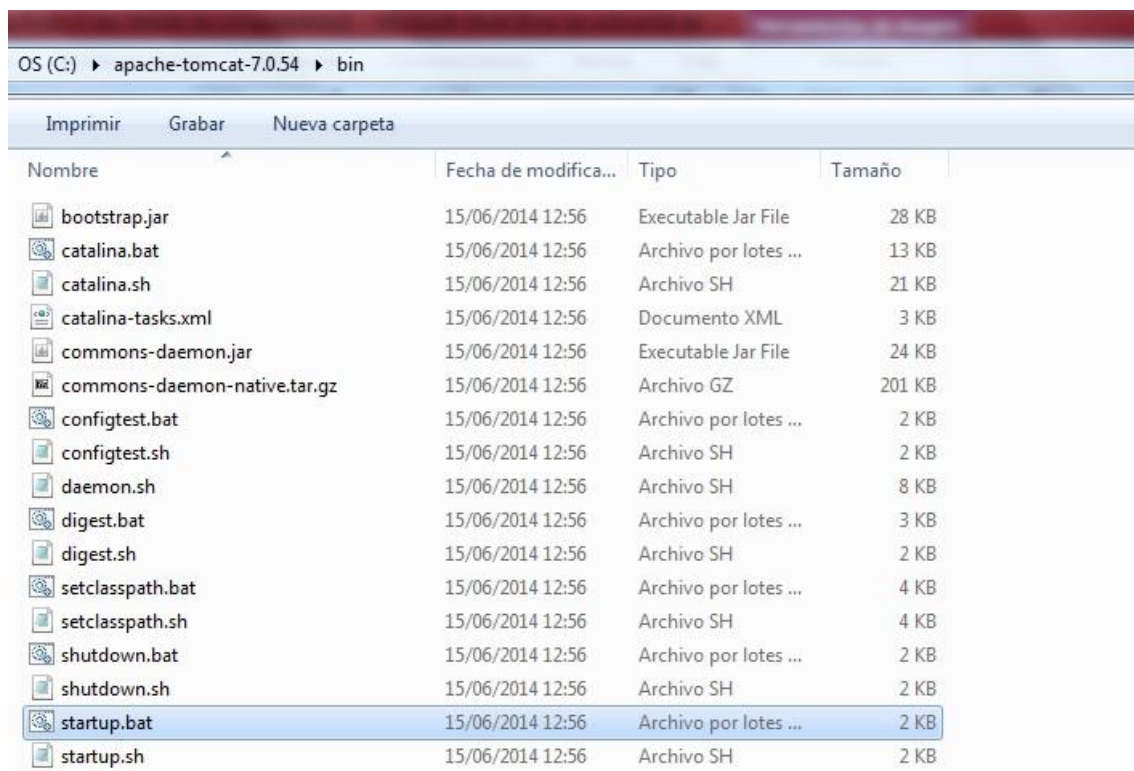 OS (C:) ▸ apache-tomcat-7.0.54 ▸ bin
Imprimir Grabar Nueva carpeta
Nombre Fecha de modifica... Tipo Tamaño
bootstrap.jar 15/06/2014 12:56 Executable Jar File 28 KB
catalina.bat 15/06/2014 12:56 Archivo por lotes ... 13 KB
catalina.sh 15/06/2014 12:56 Archivo SH 21 KB
catalina-tasks.xml 15/06/2014 12:56 Documento XML 3 KB
commons-daemon.jar 15/06/2014 12:56 Executable Jar File 24 KB
commons-daemon-native.tar.gz 15/06/2014 12:56 Archivo GZ 201 KB
configtest.bat 15/06/2014 12:56 Archivo por lotes ... 2 KB
configtest.sh 15/06/2014 12:56 Archivo SH 2 KB
daemon.sh 15/06/2014 12:56 Archivo SH 8 KB
digest.bat 15/06/2014 12:56 Archivo por lotes ... 3 KB
digest.sh 15/06/2014 12:56 Archivo SH 2 KB
setclasspath.bat 15/06/2014 12:56 Archivo por lotes ... 4 KB
setclasspath.sh 15/06/2014 12:56 Archivo SH 4 KB
shutdown.bat 15/06/2014 12:56 Archivo por lotes ... 2 KB
shutdown.sh 15/06/2014 12:56 Archivo SH 2 KB
startup.bat 15/06/2014 12:56 Archivo por lotes ... 2 KB
startup.sh 15/06/2014 12:56 Archivo SH 2 KB